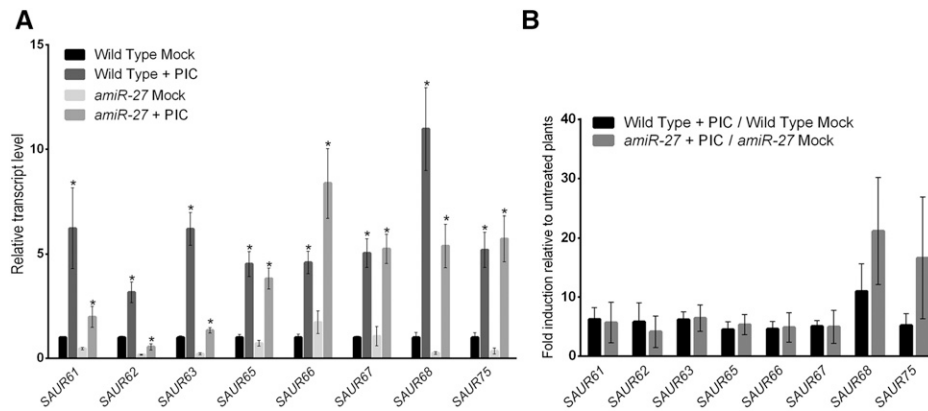 A
Relative transcript level
15
10
5
0
Wild Type Mock
Wild Type + PIC
amiR-27 Mock
amiR-27 + PIC
* * * * * * * * * * * * * * * *
SAUR61
SAUR62
SAUR63
SAUR65
SAUR66
SAUR67
SAUR68
SAUR75
B
Fold induction relative to untreated plants
40
30
20
10
0
Wild Type + PIC / Wild Type Mock
amiR-27 + PIC / amiR-27 Mock
SAUR61
SAUR62
SAUR63
SAUR65
SAUR66
SAUR67
SAUR68
SAUR75